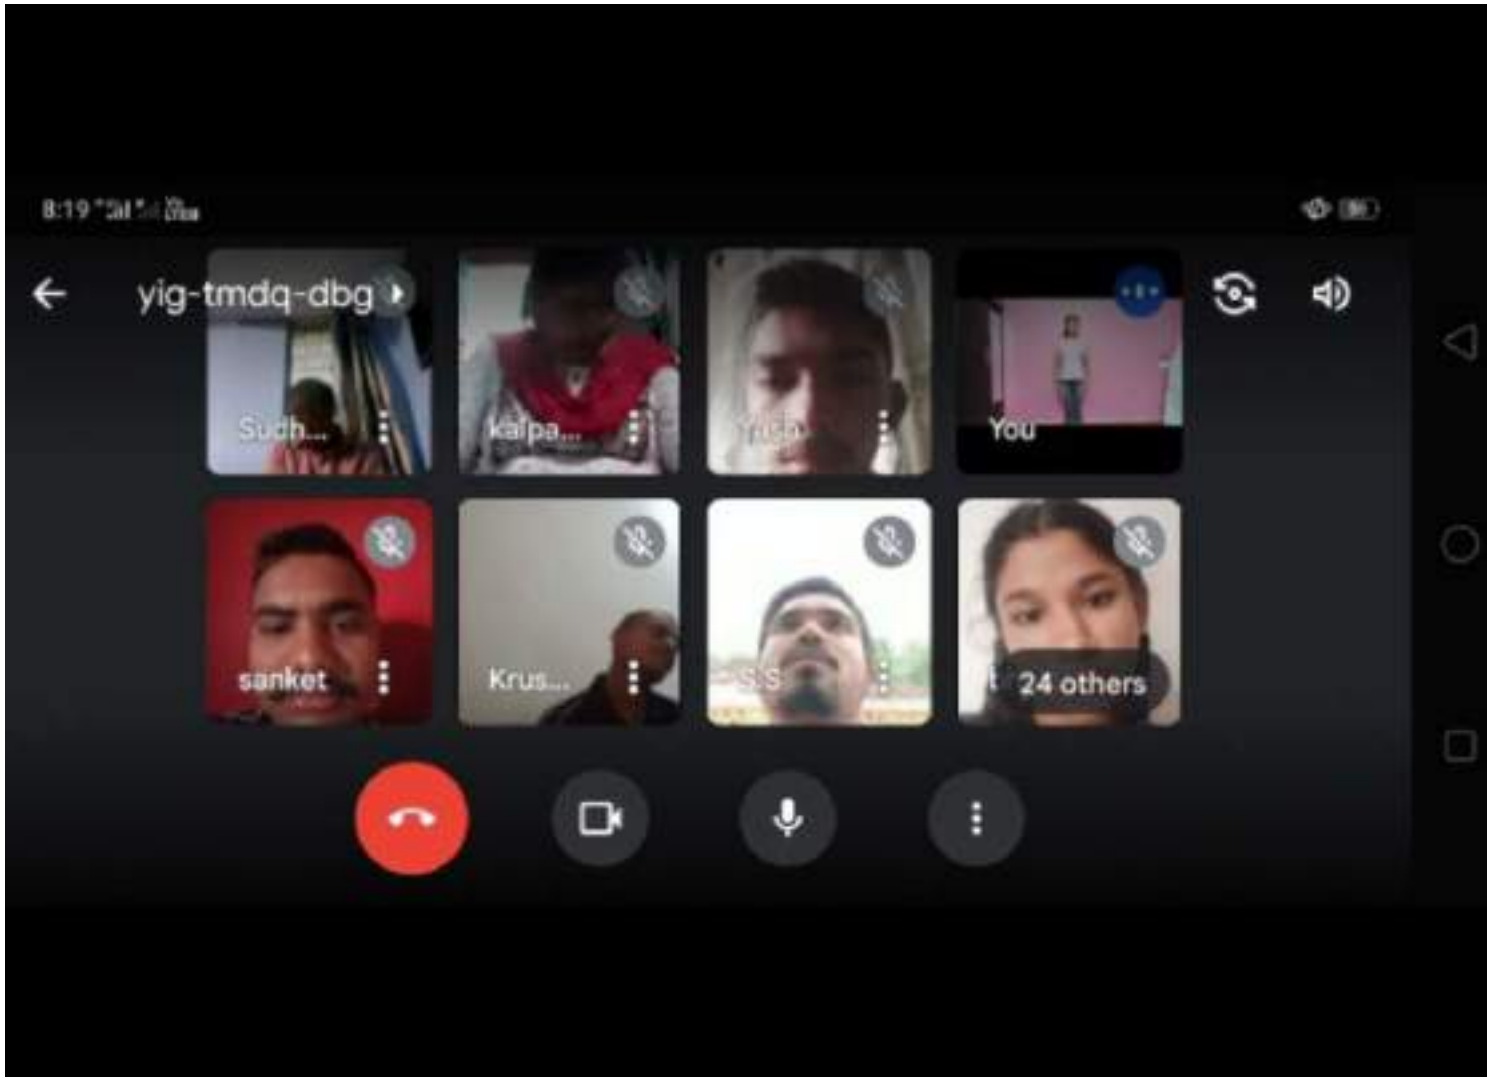 8:19
yig-tmdq-dbg
Sudh...
kalpa...
You
sanket
Krus...
S.S
24 others